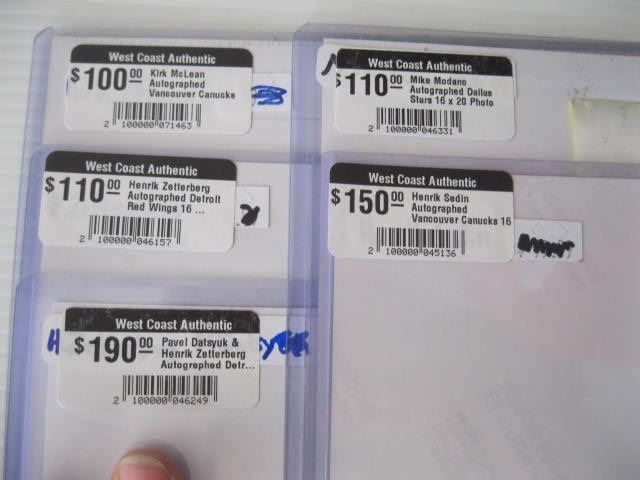 West Coast Authentic
$100.00 Kirk McLean
Autographed
Vancouver Canucks
2 100000 071463
West Coast Authentic
$110.00 Mike Modano
Autographed Dallas
Stars 16 x 20 Photo
2 100000 046331
West Coast Authentic
$110.00 Henrik Zetterberg
Autographed Detroit
Red Wings 16 ...
2 100000 046157
West Coast Authentic
$150.00 Henrik Sedin
Autographed
Vancouver Canucks 16
2 100000 045136
West Coast Authentic
$190.00 Pavel Datsyuk &
Henrik Zetterberg
Autographed Detr...
2 100000 046249